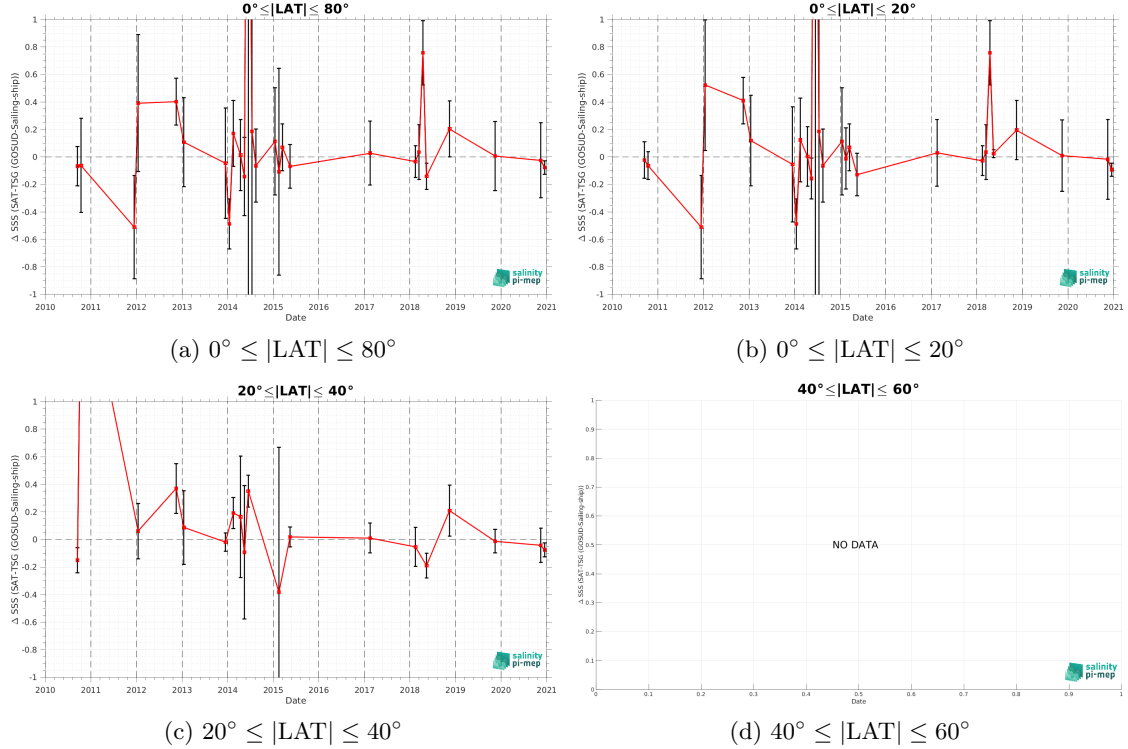 0°≤|LAT|≤ 80°
Δ SSS (SAT-TSG (GOSUD-Sailing-ship))
1
0.8
0.6
0.4
0.2
0
-0.2
-0.4
-0.6
-0.8
-1
2010 2011 2012 2013 2014 2015 2016 2017 2018 2019 2020 2021
Date
salinity
pi-mep
(a) 0° ≤ |LAT| ≤ 80°
0°≤|LAT|≤ 20°
Δ SSS (SAT-TSG (GOSUD-Sailing-ship))
1
0.8
0.6
0.4
0.2
0
-0.2
-0.4
-0.6
-0.8
-1
2010 2011 2012 2013 2014 2015 2016 2017 2018 2019 2020 2021
Date
salinity
pi-mep
(b) 0° ≤ |LAT| ≤ 20°
20°≤|LAT|≤ 40°
Δ SSS (SAT-TSG (GOSUD-Sailing-ship))
1
0.8
0.6
0.4
0.2
0
-0.2
-0.4
-0.6
-0.8
-1
2010 2011 2012 2013 2014 2015 2016 2017 2018 2019 2020 2021
Date
salinity
pi-mep
(c) 20° ≤ |LAT| ≤ 40°
40°≤|LAT|≤ 60°
Δ SSS (SAT-TSG (GOSUD-Sailing-ship))
1
0.9
0.8
0.7
0.6
0.5
0.4
0.3
0.2
0.1
0
NO DATA
0 0.1 0.2 0.3 0.4 0.5 0.6 0.7 0.8 0.9 1
Date
salinity
pi-mep
(d) 40° ≤ |LAT| ≤ 60°